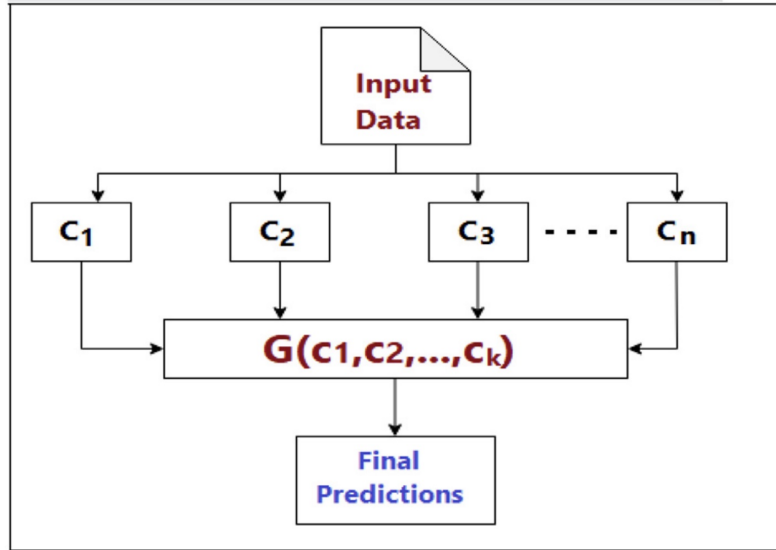 Input
Data
C1
C2
C3
Cn
G(c1,c2,...,ck)
Final
Predictions